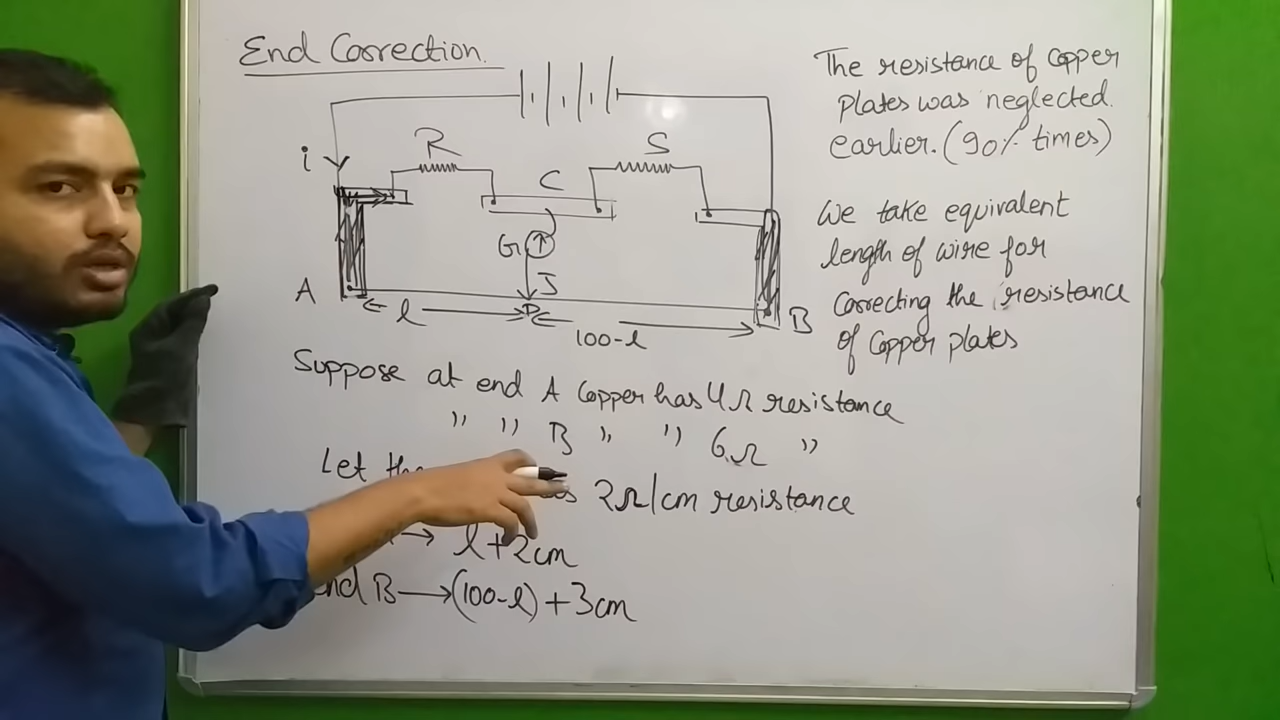 End Correction.
The resistance of copper
plates was neglected.
earlier. (90% times)
We take equivalent
length of wire for
Correcting the resistance
of Copper plates
i
R
C
S
G
J
A
l
D
100-l
B
Suppose at end A Copper has 4Ω resistance
" " B " " 6Ω "
Let the 2Ω/cm resistance
→ l+2cm
End B → (100-l) + 3cm